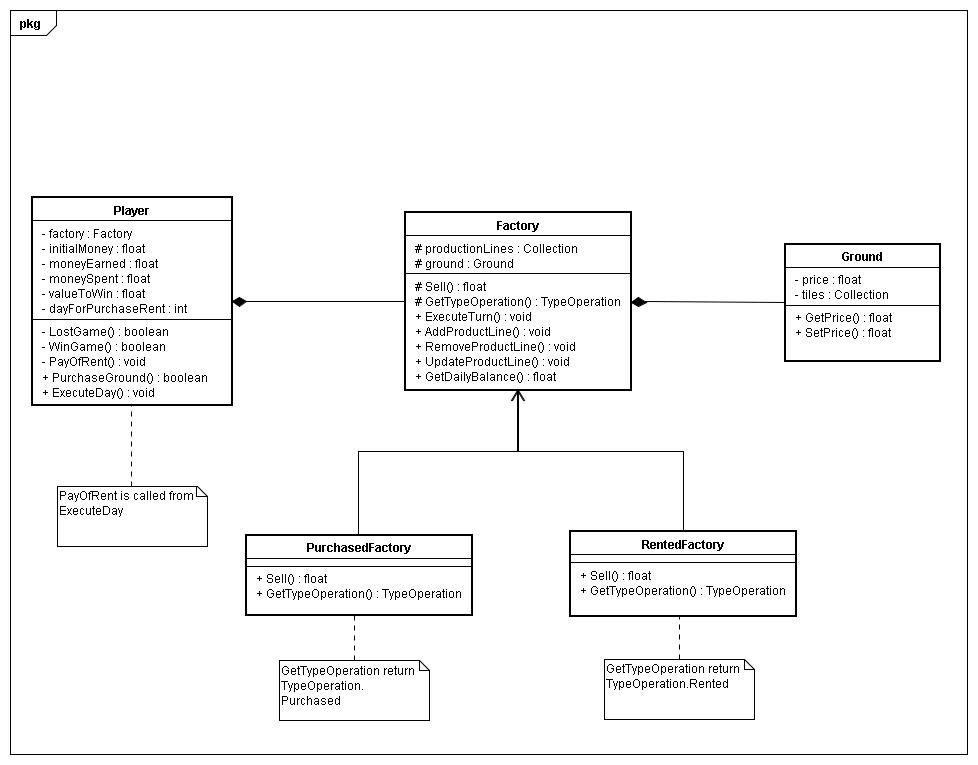 pkg
Player
- factory : Factory
- initialMoney : float
- moneyEarned : float
- moneySpent : float
- valueToWin : float
- dayForPurchaseRent : int
- LostGame() : boolean
- WinGame() : boolean
- PayOfRent() : void
+ PurchaseGround() : boolean
+ ExecuteDay() : void
Factory
# productionLines : Collection
# ground : Ground
# Sell() : float
# GetTypeOperation() : TypeOperation
+ ExecuteTurn() : void
+ AddProductLine() : void
+ RemoveProductLine() : void
+ UpdateProductLine() : void
+ GetDailyBalance() : float
Ground
- price : float
- tiles : Collection
+ GetPrice() : float
+ SetPrice() : float
PayOfRent is called from
ExecuteDay
PurchasedFactory
+ Sell() : float
+ GetTypeOperation() : TypeOperation
RentedFactory
+ Sell() : float
+ GetTypeOperation() : TypeOperation
GetTypeOperation return
TypeOperation.
Purchased
GetTypeOperation return
TypeOperation.Rented